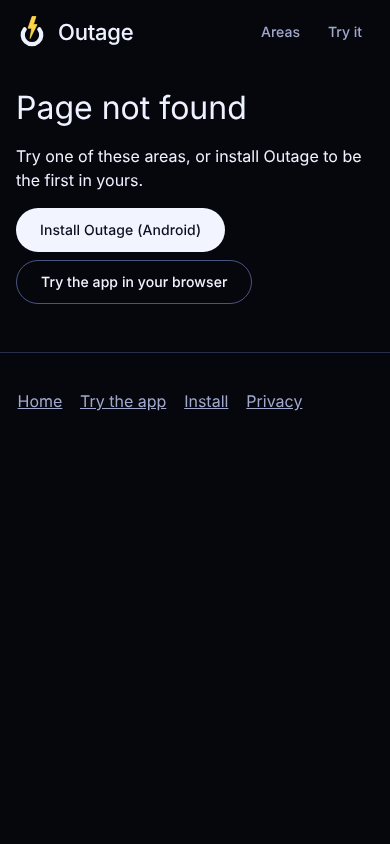 Outage
Areas
Try it
Page not found
Try one of these areas, or install Outage to be
the first in yours.
Install Outage (Android)
Try the app in your browser
Home
Try the app
Install
Privacy